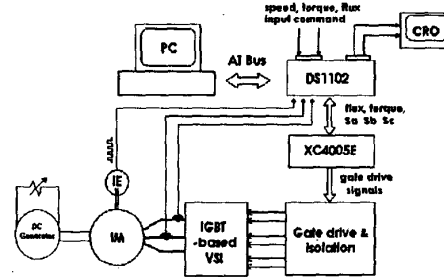 speed, torque, flux
input command
CRO
PC
AT Bus
DS1102
flux, torque,
Sa Sb Sc
XC4005E
gate drive
signals
IE
DC
Generator
IM
IGBT
-based
VSI
Gate drive &
isolation